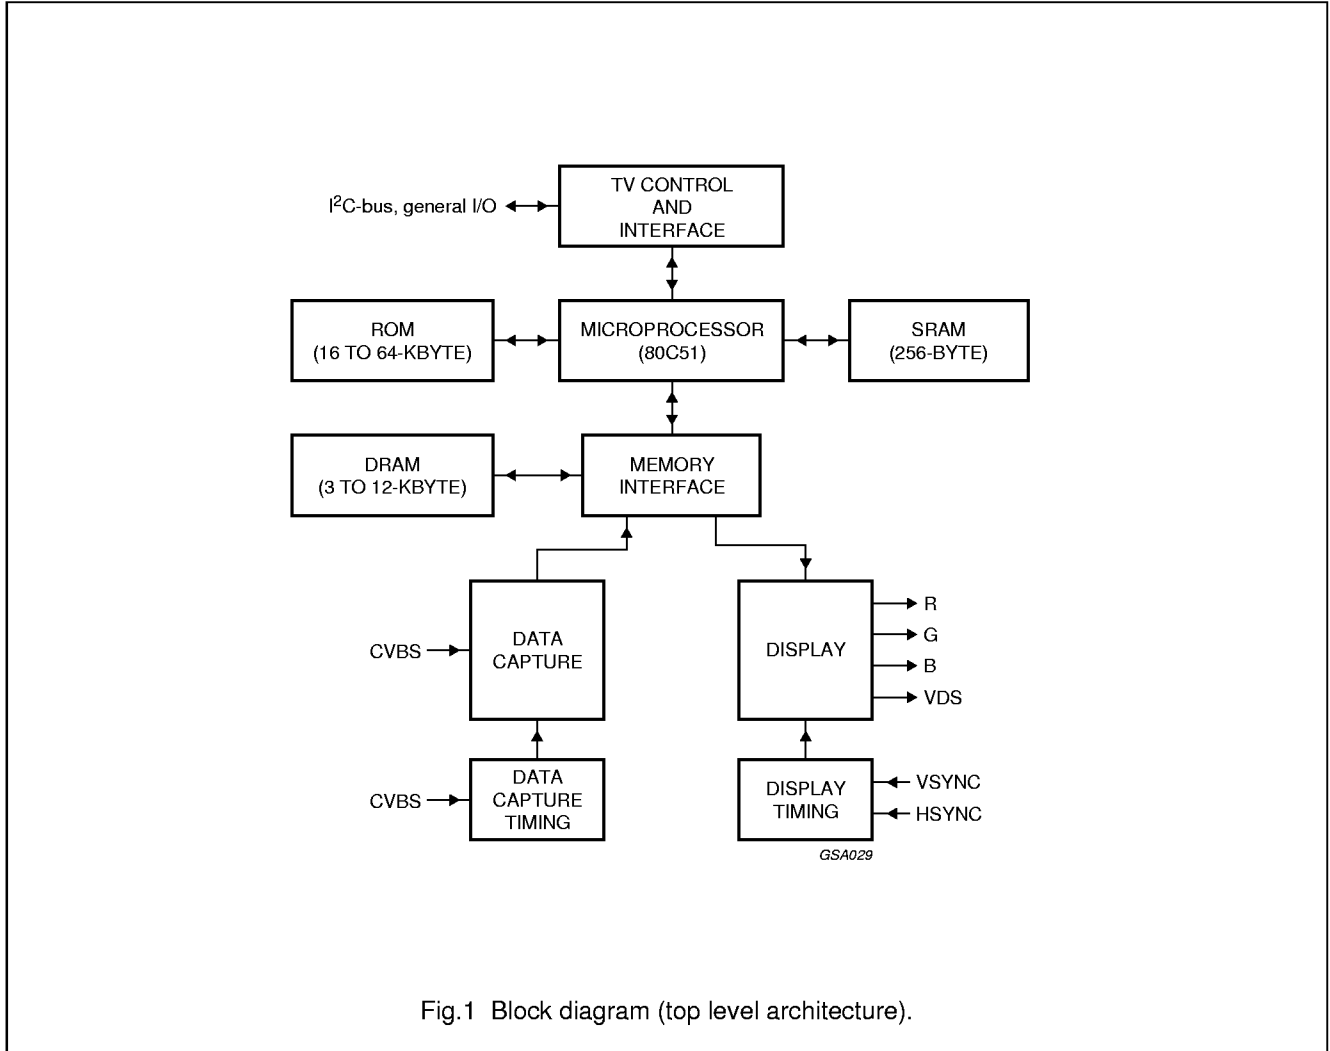 TV CONTROL
AND
INTERFACE
I²C-bus, general I/O
ROM
(16 TO 64-KBYTE)
MICROPROCESSOR
(80C51)
SRAM
(256-BYTE)
DRAM
(3 TO 12-KBYTE)
MEMORY
INTERFACE
CVBS
DATA
CAPTURE
DISPLAY
R
G
B
VDS
CVBS
DATA
CAPTURE
TIMING
DISPLAY
TIMING
VSYNC
HSYNC
GSA029
Fig.1 Block diagram (top level architecture).